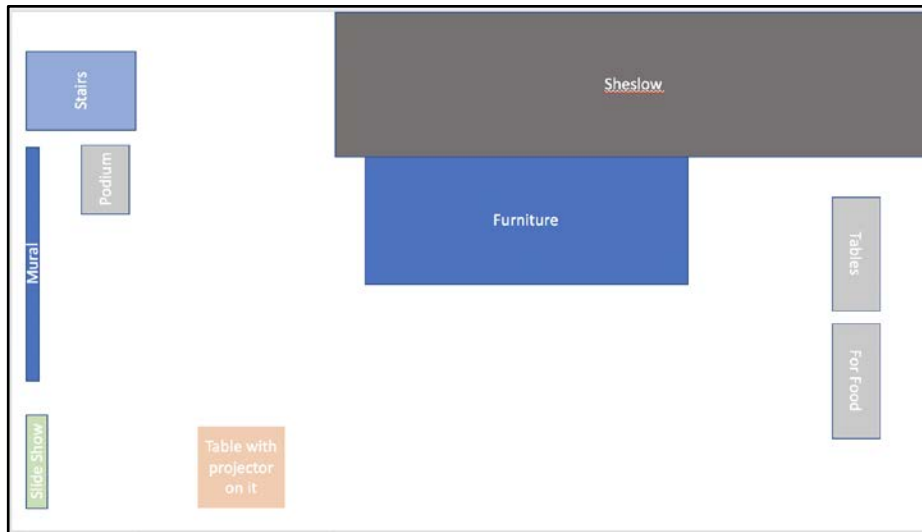 Stairs
Sheslow
Podium
Mural
Furniture
Tables
For Food
Slide Show
Table with
projector
on it